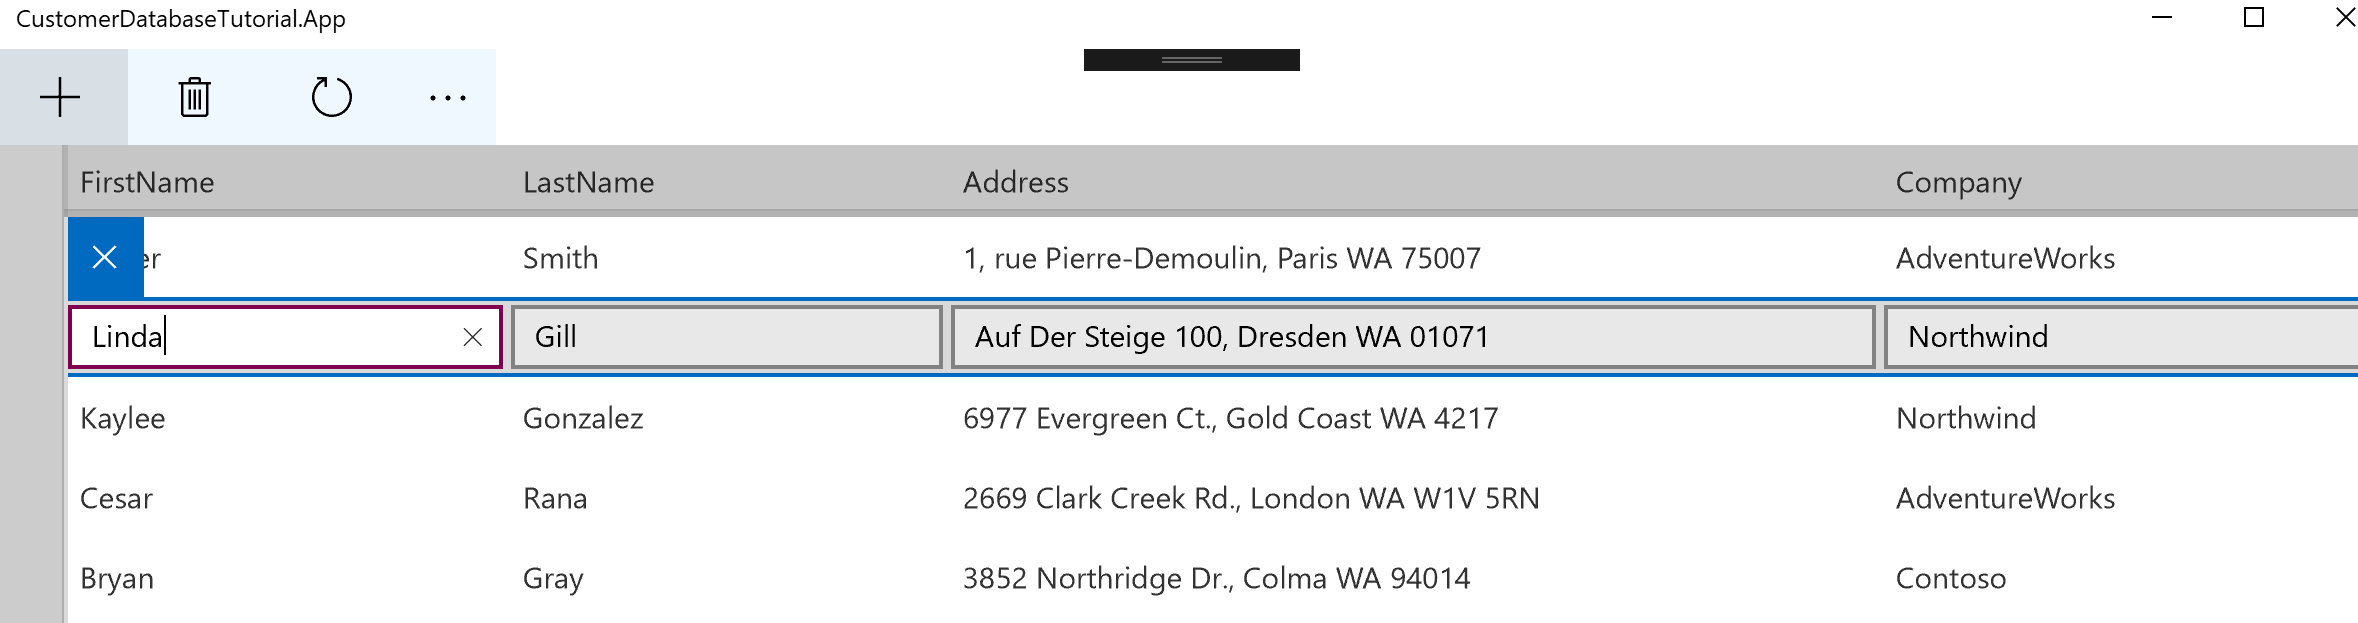 CustomerDatabaseTutorial.App
FirstName LastName Address Company
Smith 1, rue Pierre-Demoulin, Paris WA 75007 AdventureWorks
Linda Gill Auf Der Steige 100, Dresden WA 01071 Northwind
Kaylee Gonzalez 6977 Evergreen Ct., Gold Coast WA 4217 Northwind
Cesar Rana 2669 Clark Creek Rd., London WA W1V 5RN AdventureWorks
Bryan Gray 3852 Northridge Dr., Colma WA 94014 Contoso